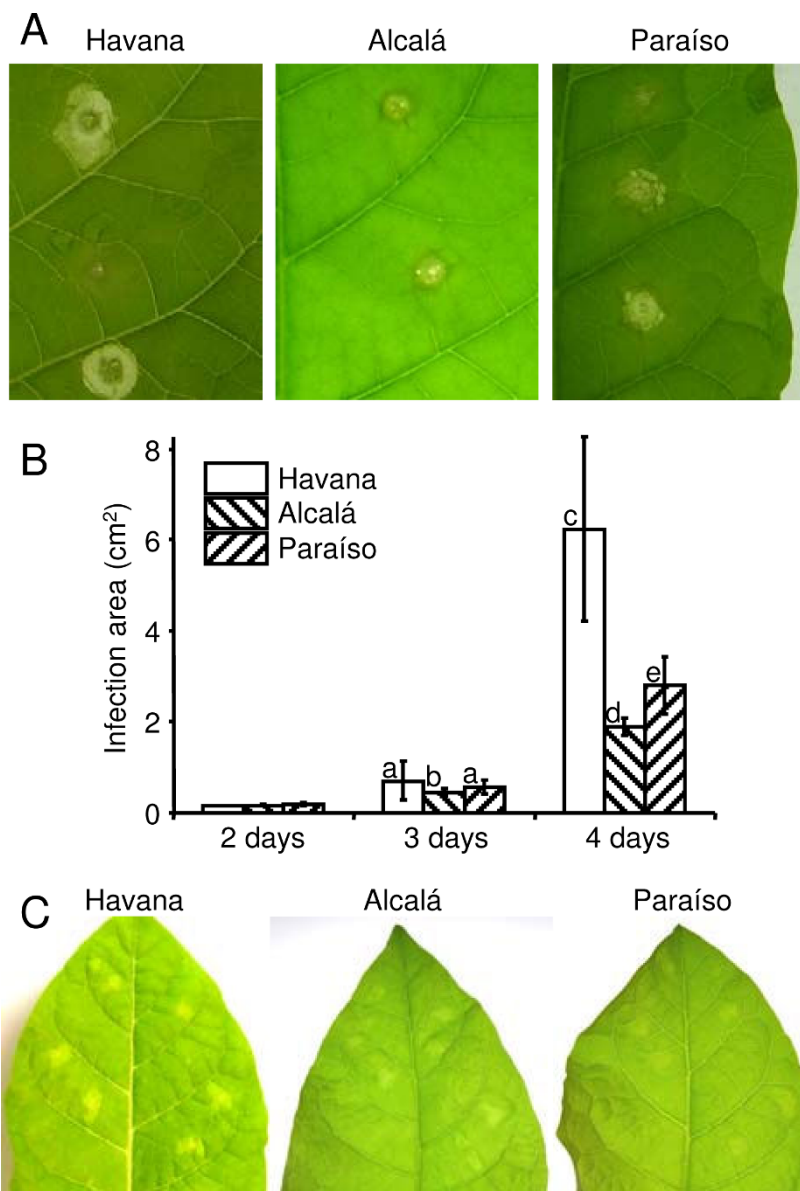 A
Havana Alcalá Paraíso
B
Infection area (cm²)
8
6
4
2
0
Havana
Alcalá
Paraíso
a b a
c d e
2 days 3 days 4 days
C
Havana Alcalá Paraíso